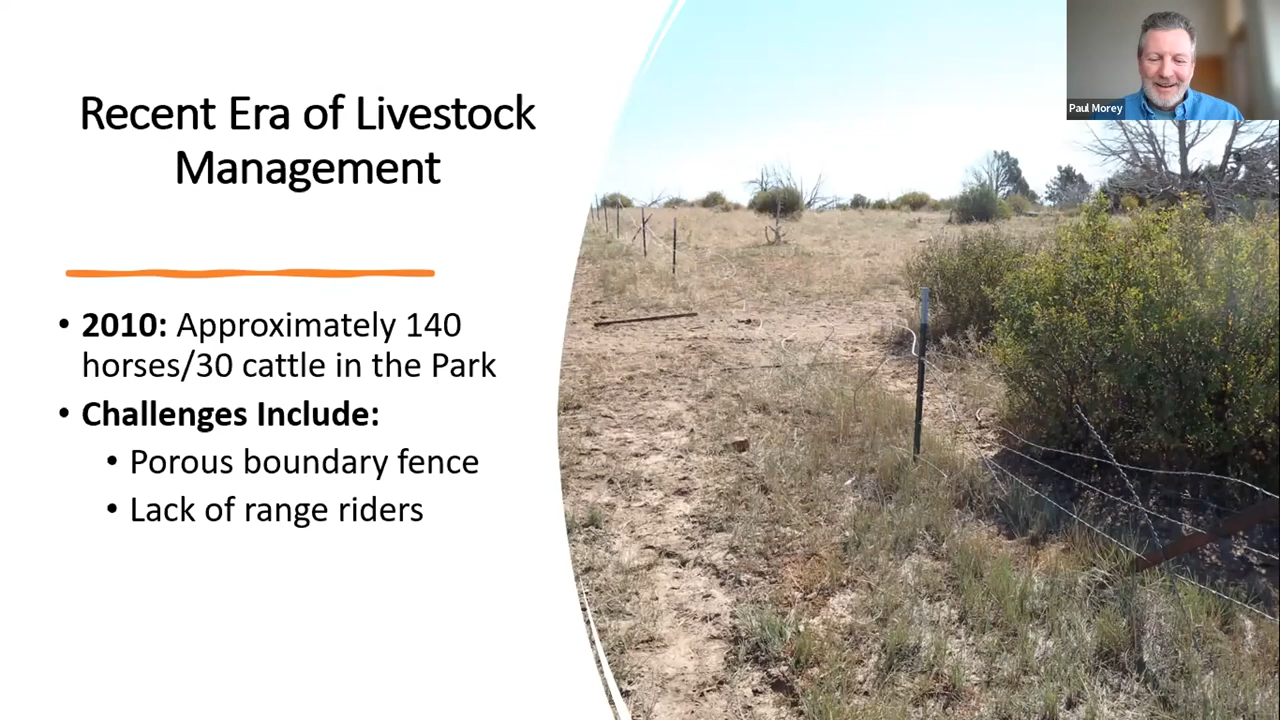 Recent Era of Livestock
Management
• 2010: Approximately 140
horses/30 cattle in the Park
• Challenges Include:
• Porous boundary fence
• Lack of range riders
Paul Morey